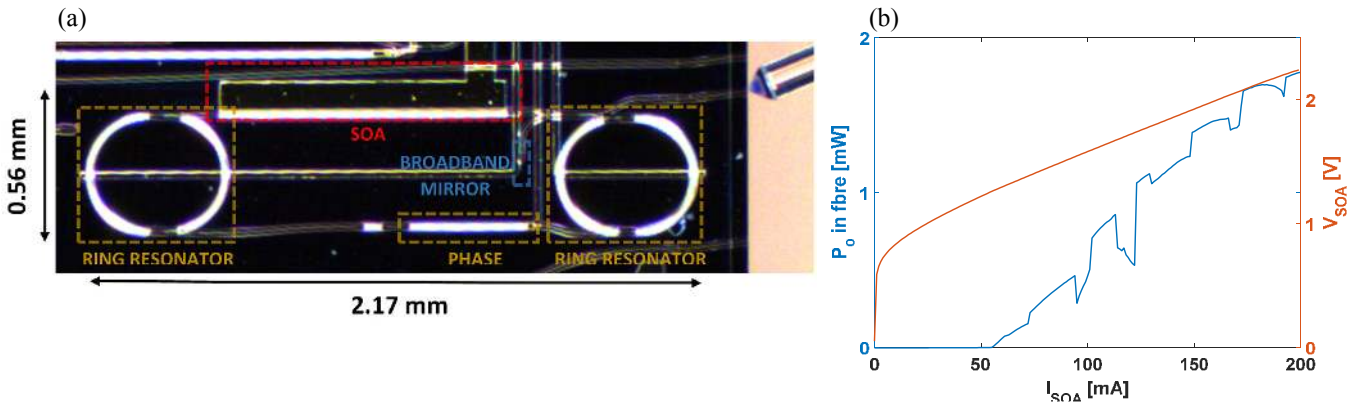 (a)
0.56 mm
SOA
BROADBAND
MIRROR
RING RESONATOR
PHASE
RING RESONATOR
2.17 mm
(b)
P₀ in fbre [mW]
2
1
0
V_SOA [V]
2
1
0
0
50
100
150
200
I_SOA [mA]